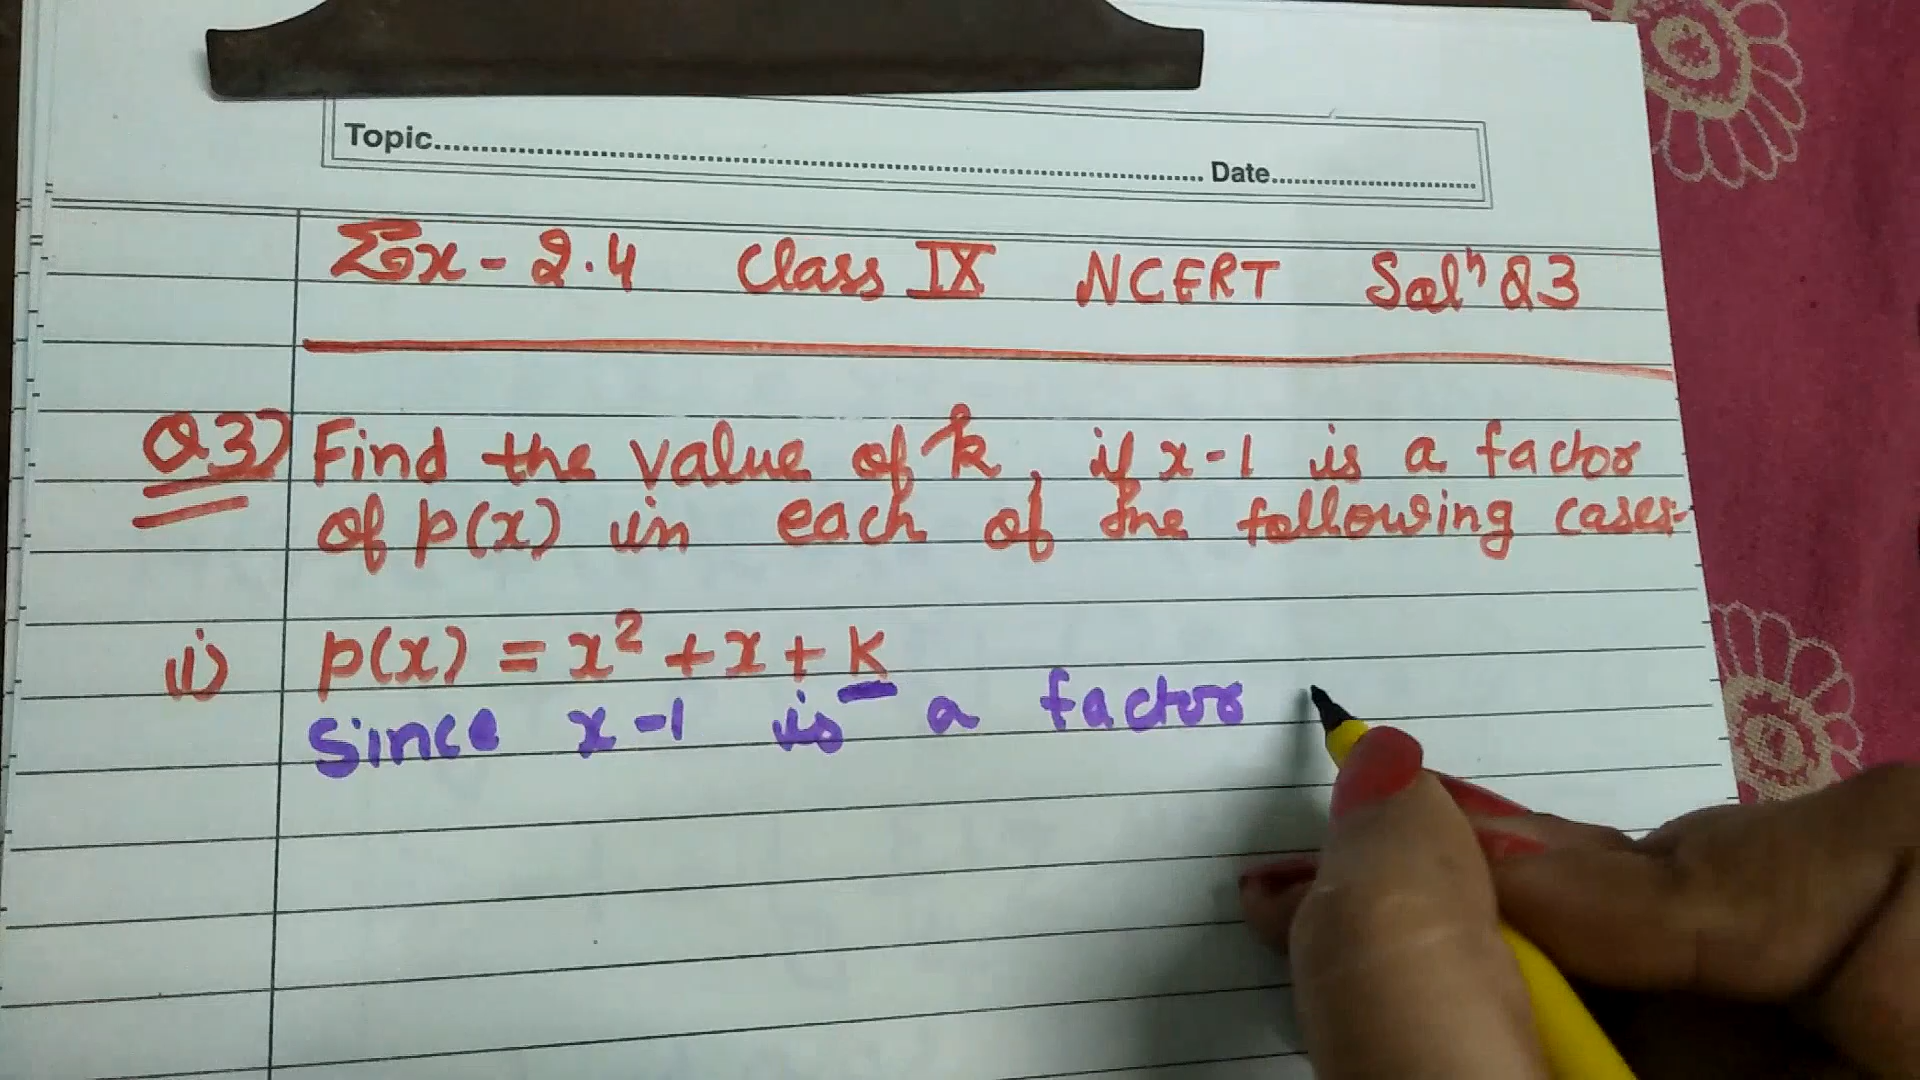 Topic.......... Date..........
Ex - 2.4 Class IX NCERT Solⁿ Q3
Q3) Find the value of k, if x-1 is a factor
of p(x) in each of the following cases:-
(i) p(x) = x² + x + k
Since x-1 is a factor